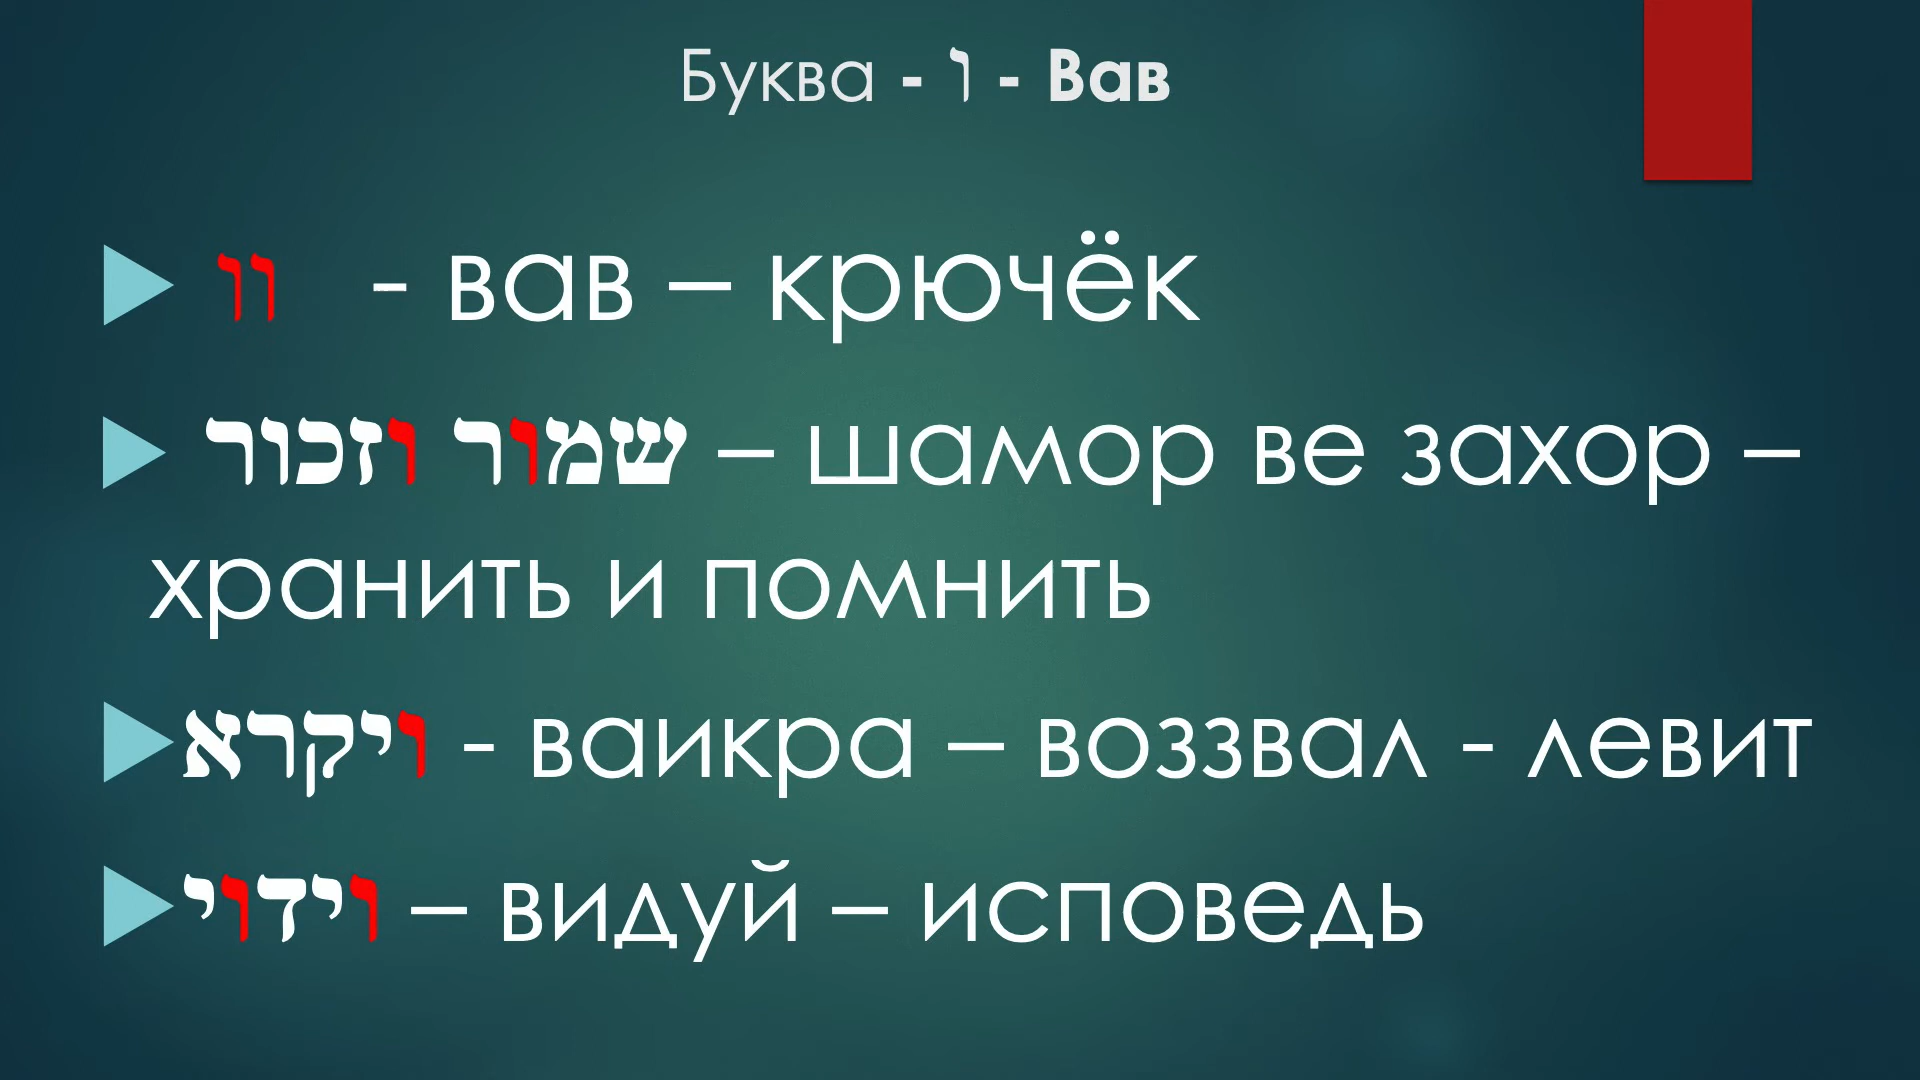 Буква - ו - Вав
וו - вав – крючёк
שמור וזכור – шамор ве захор –
хранить и помнить
ויקרא - ваикра – воззвал - левит
וידוי – видуй – исповедь